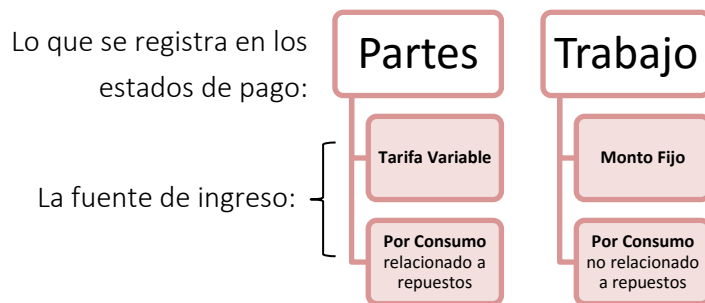 Lo que se registra en los
estados de pago:
Partes
Trabajo
Tarifa Variable
Monto Fijo
La fuente de ingreso:
Por Consumo
relacionado a
repuestos
Por Consumo
no relacionado
a repuestos